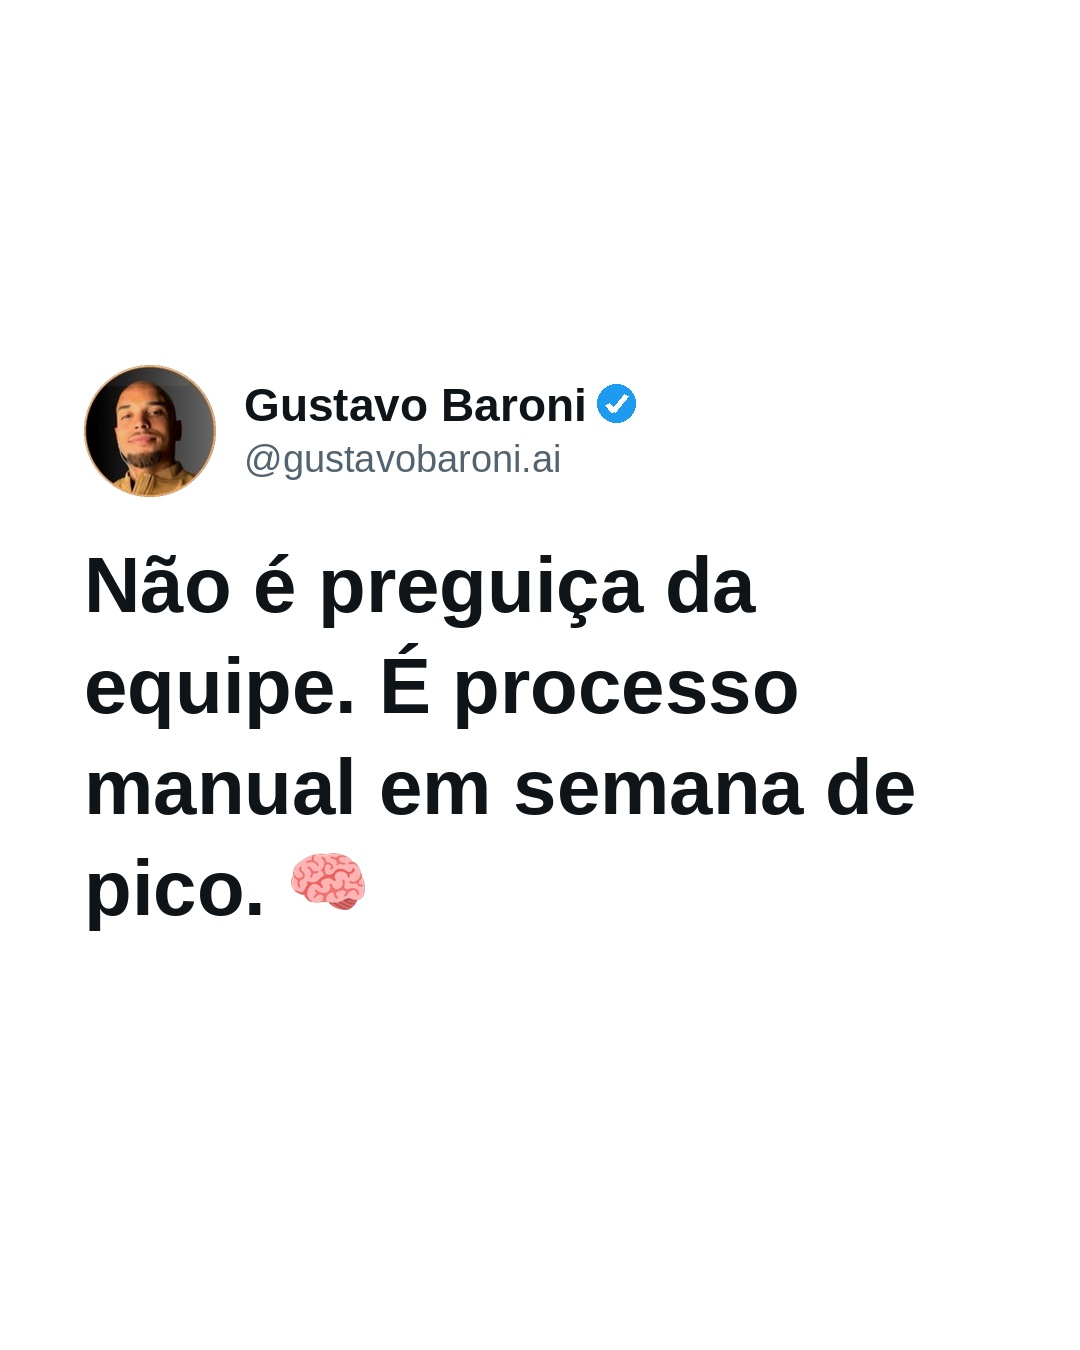 Gustavo Baroni
@gustavobaroni.ai
Não é preguiça da
equipe. É processo
manual em semana de
pico. 🧠